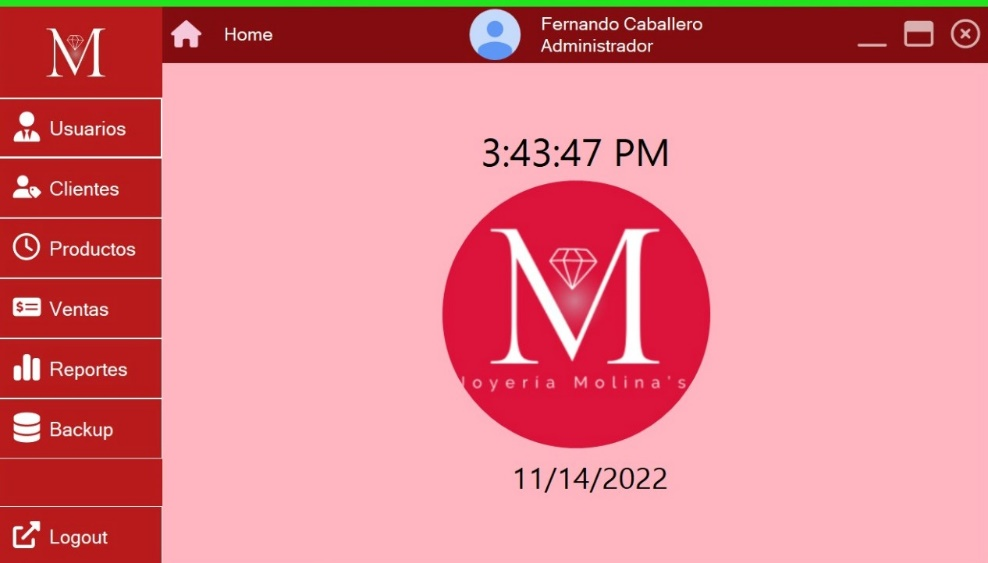 M
Home
Fernando Caballero
Administrador
Usuarios
Clientes
Productos
Ventas
Reportes
Backup
Logout
3:43:47 PM
M
Joyería Molina's
11/14/2022